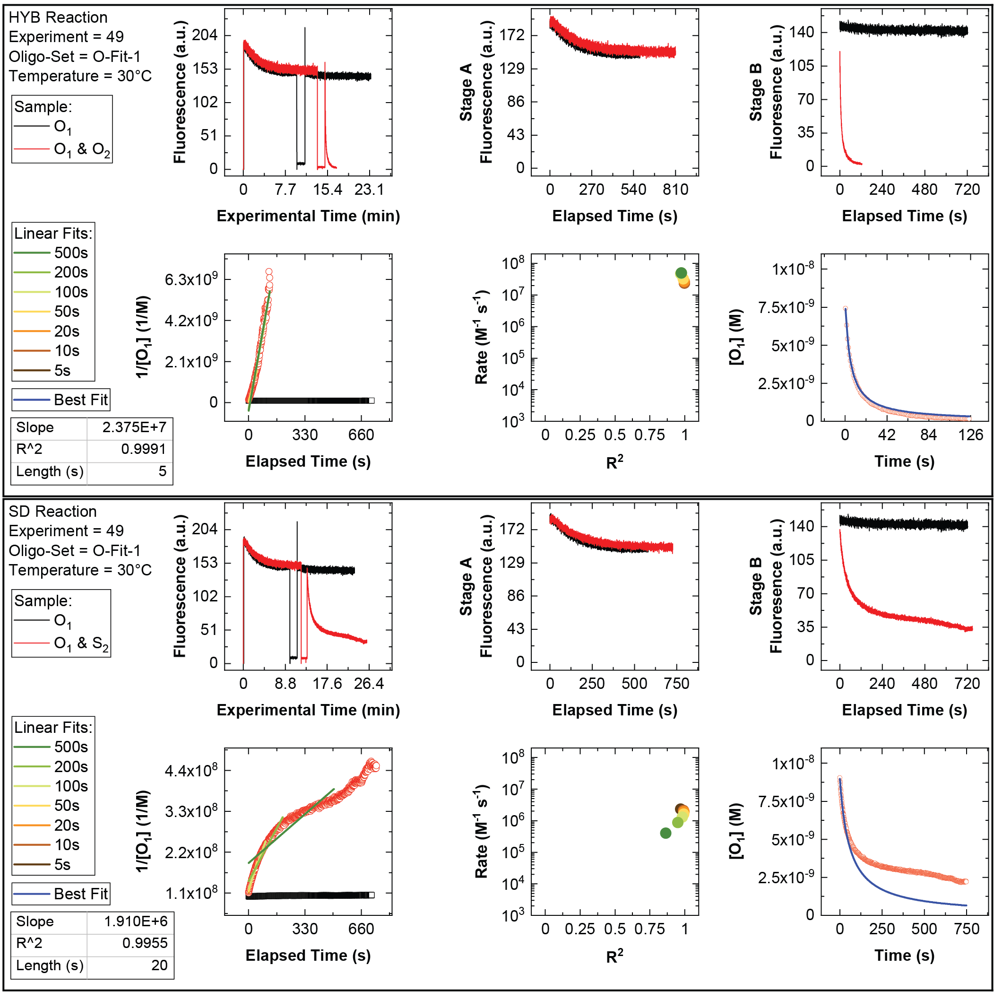 HYB Reaction
Experiment = 49
Oligo-Set = O-Fit-1
Temperature = 30°C
Sample:
O1
O1 & O2
Fluorescence (a.u.)
204
153
102
51
0
0 7.7 15.4 23.1
Experimental Time (min)
Stage A
Fluorescence (a.u.)
172
129
86
43
0
0 270 540 810
Elapsed Time (s)
Stage B
Fluoresence (a.u.)
140
105
70
35
0
0 240 480 720
Elapsed Time (s)
Linear Fits:
500s
200s
100s
50s
20s
10s
5s
Best Fit
Slope 2.375E+7
R^2 0.9991
Length (s) 5
1/[O1] (1/M)
6.3x10^9
4.2x10^9
2.1x10^9
0
0 330 660
Elapsed Time (s)
Rate (M^-1 s^-1)
10^8
10^7
10^6
10^5
10^4
10^3
0 0.25 0.5 0.75 1
R^2
[O1] (M)
1x10^-8
7.5x10^-9
5x10^-9
2.5x10^-9
0
0 42 84 126
Time (s)
SD Reaction
Experiment = 49
Oligo-Set = O-Fit-1
Temperature = 30°C
Sample:
O1
O1 & S2
Fluorescence (a.u.)
204
153
102
51
0
0 8.8 17.6 26.4
Experimental Time (min)
Stage A
Fluorescence (a.u.)
172
129
86
43
0
0 250 500 750
Elapsed Time (s)
Stage B
Fluoresence (a.u.)
140
105
70
35
0
0 240 480 720
Elapsed Time (s)
Linear Fits:
500s
200s
100s
50s
20s
10s
5s
Best Fit
Slope 1.910E+6
R^2 0.9955
Length (s) 20
1/[O1] (1/M)
4.4x10^8
3.3x10^8
2.2x10^8
1.1x10^8
0 330 660
Elapsed Time (s)
Rate (M^-1 s^-1)
10^8
10^7
10^6
10^5
10^4
10^3
0 0.25 0.5 0.75 1
R^2
[O1] (M)
1x10^-8
7.5x10^-9
5x10^-9
2.5x10^-9
0
0 250 500 750
Time (s)